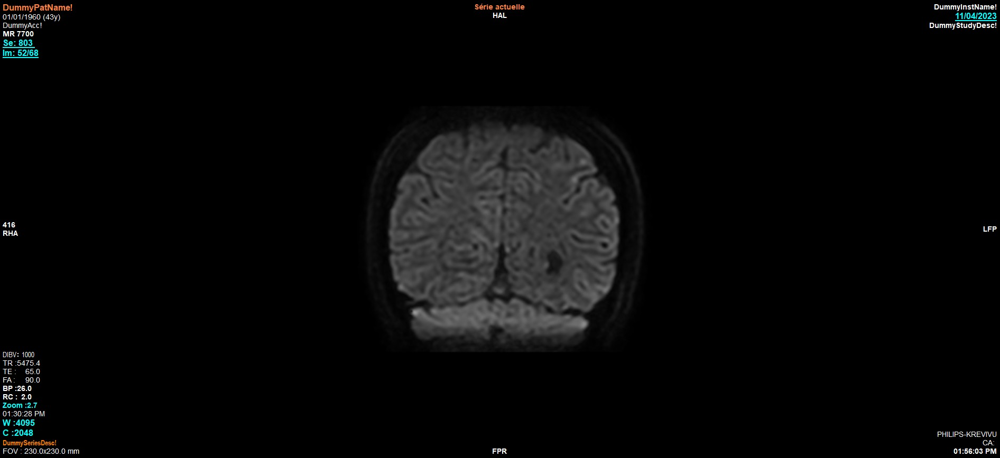 DummyPatName!
01/01/1960 (43y)
DummyAcc!
MR 7700
Se: 803
Im: 52/68
Série actuelle
HAL
DummyInstName!
11/04/2023
DummyStudyDesc!
416
RHA
LFP
DIBV: 1000
TR :5475.4
TE : 65.0
FA : 90.0
BP :26.0
RC : 2.0
Zoom :2.7
01:30:28 PM
W :4095
C :2048
DummySeriesDesc!
FOV : 230.0x230.0 mm
FPR
PHILIPS-KREVIVU
CA:
01:56:03 PM